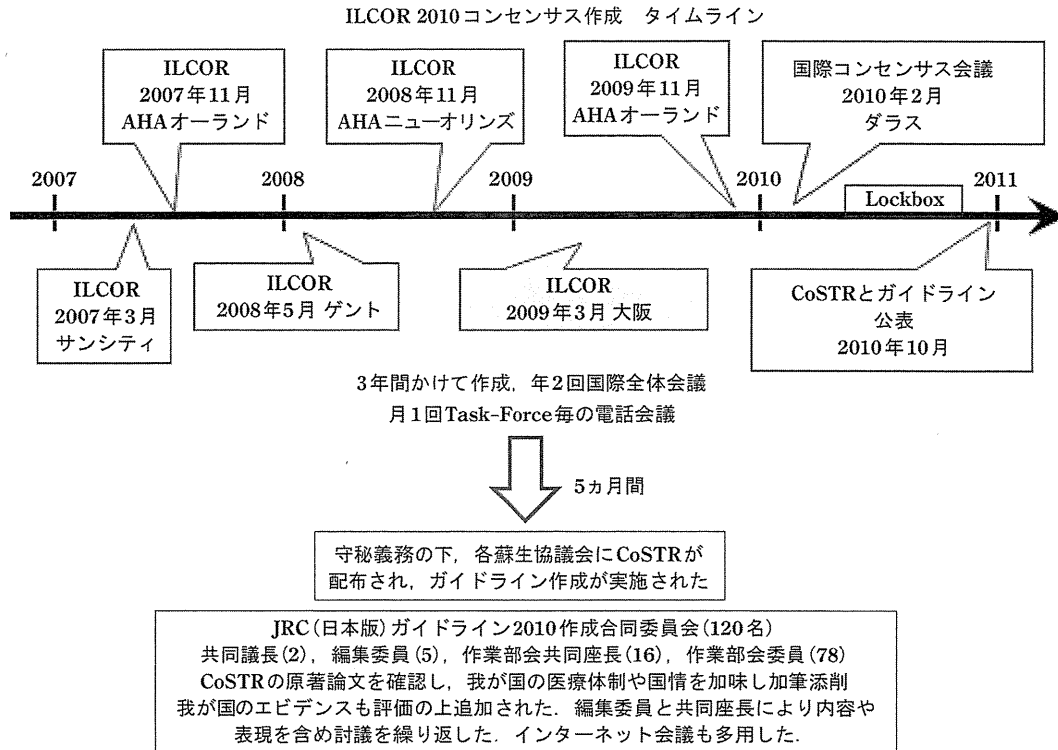 ILCOR 2010コンセンサス作成 タイムライン
ILCOR
2007年11月
AHAオーランド
ILCOR
2008年11月
AHAニューオリンズ
ILCOR
2009年11月
AHAオーランド
国際コンセンサス会議
2010年2月
ダラス
2007
2008
2009
2010
2011
Lockbox
ILCOR
2007年3月
サンシティ
ILCOR
2008年5月 ゲント
ILCOR
2009年3月 大阪
CoSTRとガイドライン
公表
2010年10月
3年間かけて作成，年2回国際全体会議
月1回Task-Force毎の電話会議
5ヵ月間
守秘義務の下，各蘇生協議会にCoSTRが
配布され，ガイドライン作成が実施された
JRC(日本版)ガイドライン2010作成合同委員会(120名)
共同議長(2)，編集委員(5)，作業部会共同座長(16)，作業部会委員(78)
CoSTRの原著論文を確認し，我が国の医療体制や国情を加味し加筆添削
我が国のエビデンスも評価の上追加された．編集委員と共同座長により内容や
表現を含め討議を繰り返した．インターネット会議も多用した．